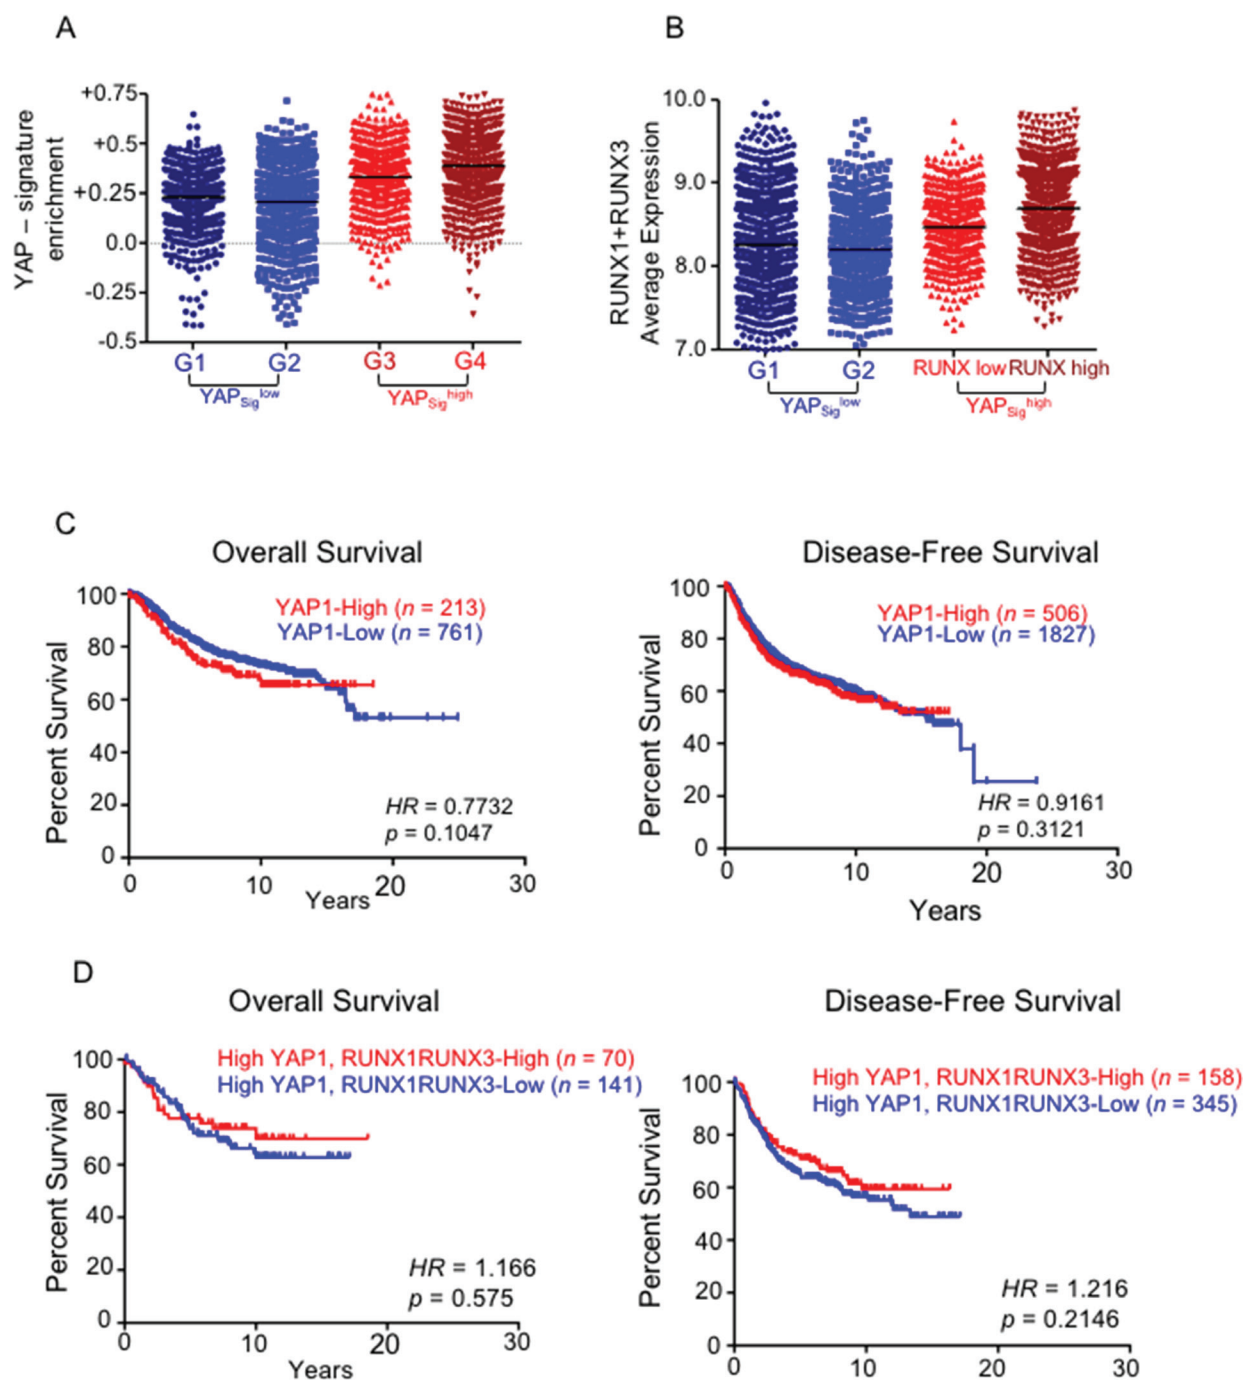 A
YAP – signature
enrichment
+0.75
+0.5
+0.25
0.0
-0.25
-0.5
G1
G2
G3
G4
YAPSiglow
YAPSighigh
B
RUNX1+RUNX3
Average Expression
10.0
9.0
8.0
7.0
G1
G2
RUNX low
RUNX high
YAPSiglow
YAPSighigh
C
Overall Survival
Percent Survival
100
80
60
40
20
0
YAP1-High (n = 213)
YAP1-Low (n = 761)
HR = 0.7732
p = 0.1047
0 10 20 30
Years
Disease-Free Survival
Percent Survival
100
80
60
40
20
0
YAP1-High (n = 506)
YAP1-Low (n = 1827)
HR = 0.9161
p = 0.3121
0 10 20 30
Years
D
Overall Survival
Percent Survival
100
80
60
40
20
0
High YAP1, RUNX1RUNX3-High (n = 70)
High YAP1, RUNX1RUNX3-Low (n = 141)
HR = 1.166
p = 0.575
0 10 20 30
Years
Disease-Free Survival
Percent Survival
100
80
60
40
20
0
High YAP1, RUNX1RUNX3-High (n = 158)
High YAP1, RUNX1RUNX3-Low (n = 345)
HR = 1.216
p = 0.2146
0 10 20 30